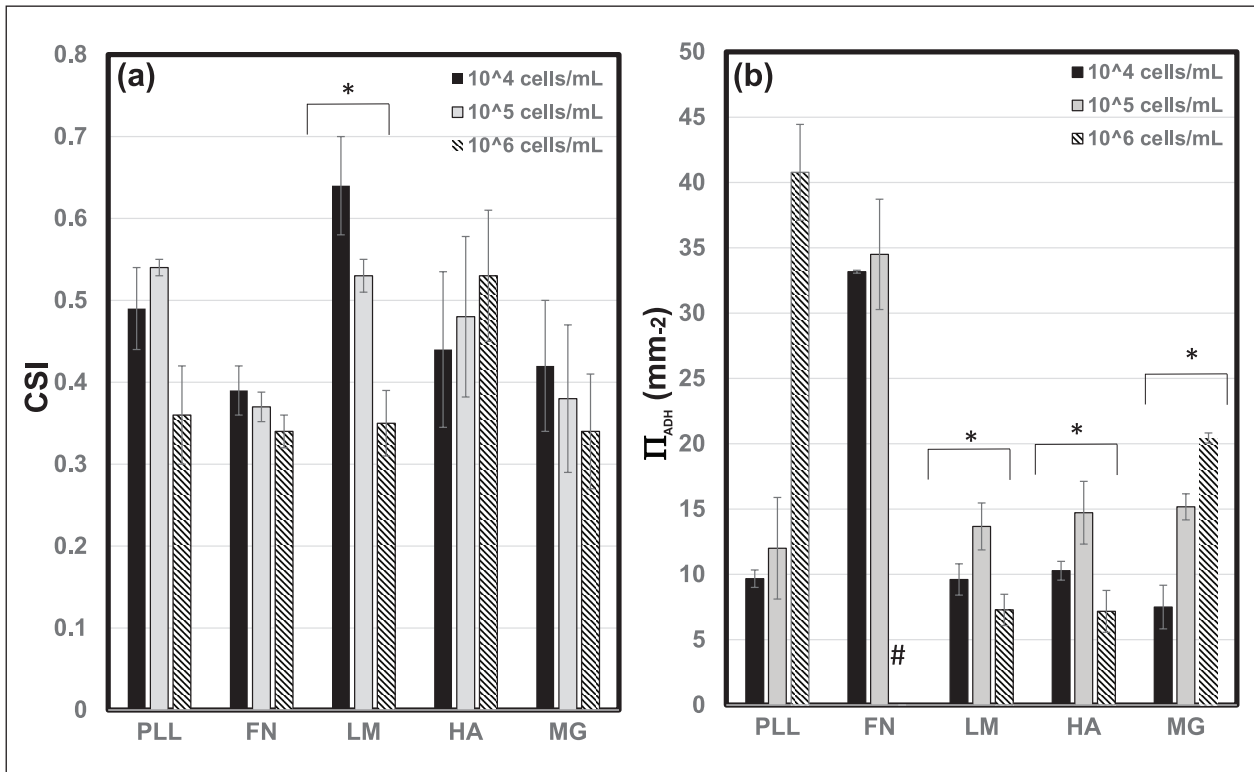 (a)
10^4 cells/mL
10^5 cells/mL
10^6 cells/mL
*
CSI
0.8
0.7
0.6
0.5
0.4
0.3
0.2
0.1
0
PLL FN LM HA MG
(b)
10^4 cells/mL
10^5 cells/mL
10^6 cells/mL
Π ADH (mm-2)
50
45
40
35
30
25
20
15
10
5
0
#
*
*
*
PLL FN LM HA MG